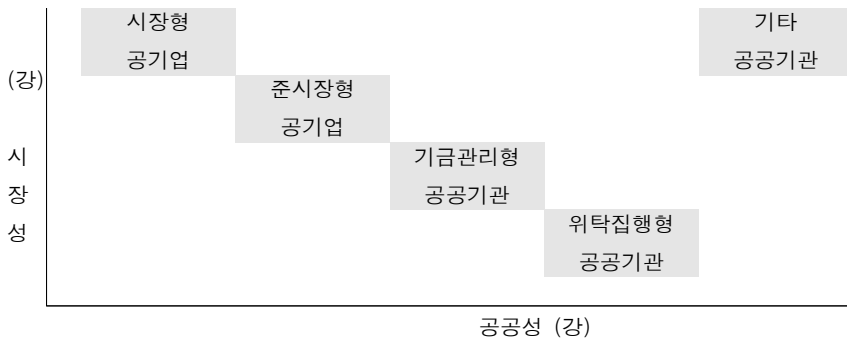 시장형
공기업
기타
공공기관
(강)
준시장형
공기업
시
장
성
기금관리형
공공기관
위탁집행형
공공기관
공공성 (강)